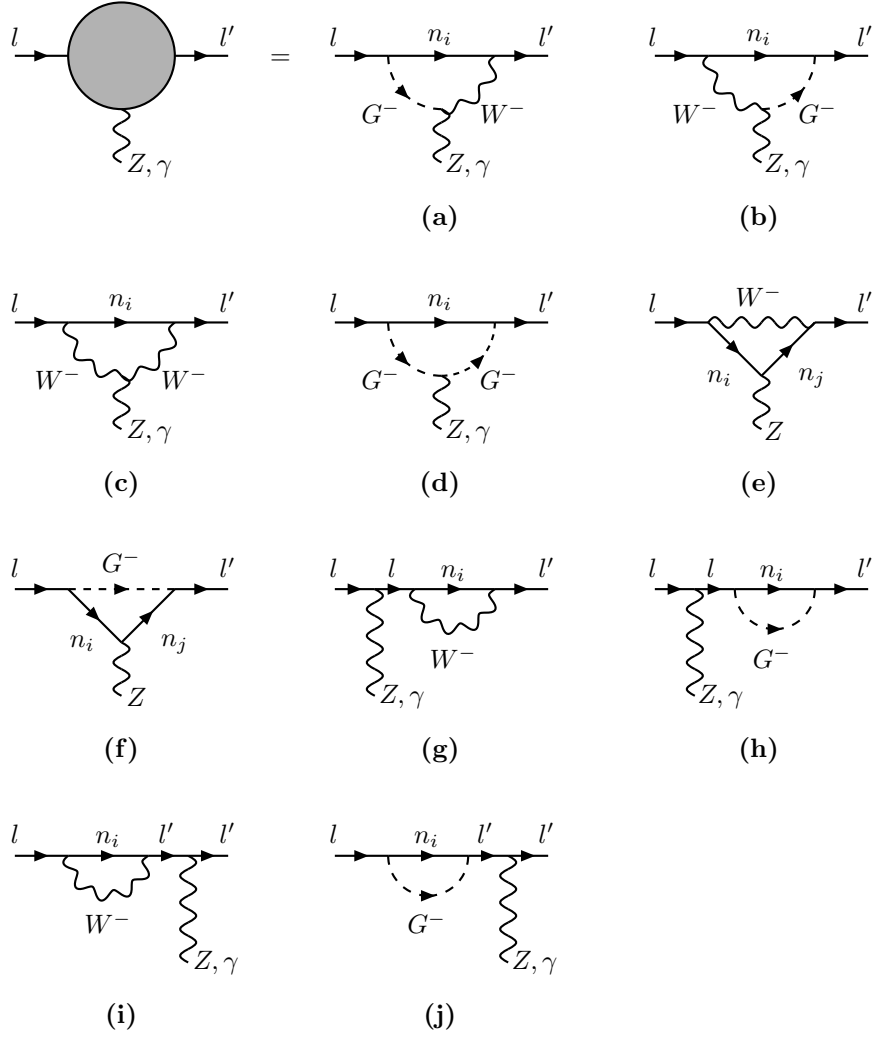 l l′ = l n_i l′ l n_i l′
G⁻ W⁻ W⁻ G⁻
Z, γ Z, γ Z, γ
(a) (b)
l n_i l′ l n_i l′ l W⁻ l′
W⁻ W⁻ G⁻ G⁻ n_i n_j
Z, γ Z, γ Z
(c) (d) (e)
l G⁻ l′ l l n_i l′ l l n_i l′
n_i n_j W⁻ G⁻
Z Z, γ Z, γ
(f) (g) (h)
l n_i l′ l′ l n_i l′ l′
W⁻ G⁻
Z, γ Z, γ
(i) (j)